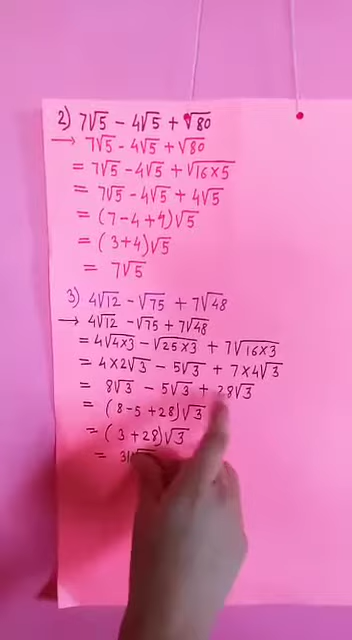 2) 7√5 - 4√5 + √80
→ 7√5 - 4√5 + √80
= 7√5 - 4√5 + √16×5
= 7√5 - 4√5 + 4√5
= (7-4+4)√5
= (3+4)√5
= 7√5
3) 4√12 - √75 + 7√48
→ 4√12 - √75 + 7√48
= 4√4×3 - √25×3 + 7√16×3
= 4×2√3 - 5√3 + 7×4√3
= 8√3 - 5√3 + 28√3
= (8-5+28)√3
= (3+28)√3
= 31